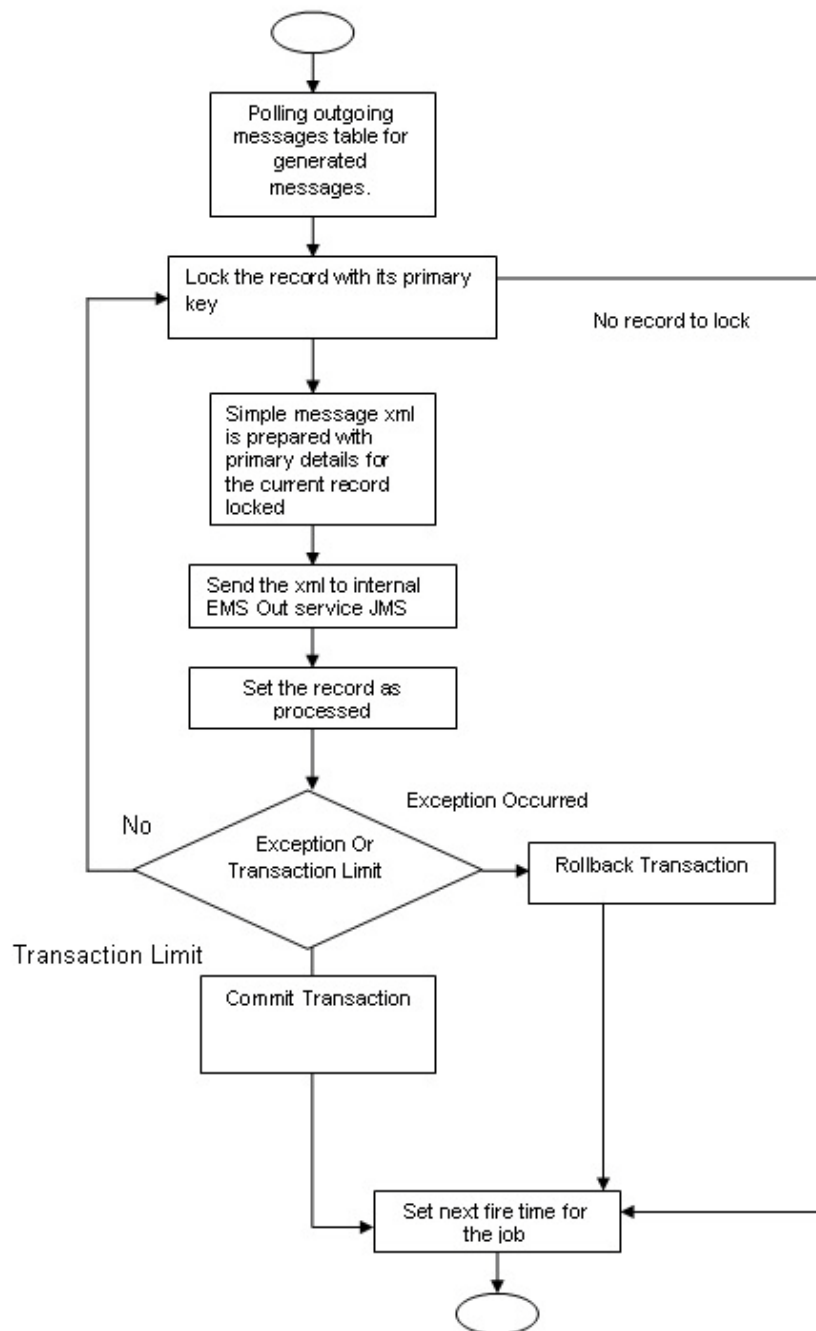 Polling outgoing
messages table for
generated
messages.
Lock the record with its primary
key
No record to lock
Simple message xml
is prepared with
primary details for
the current record
locked
Send the xml to internal
EMS Out service JMS
Set the record as
processed
Exception Occurred
No
Exception Or
Transaction Limit
Rollback Transaction
Transaction Limit
Commit Transaction
Set next fire time for
the job